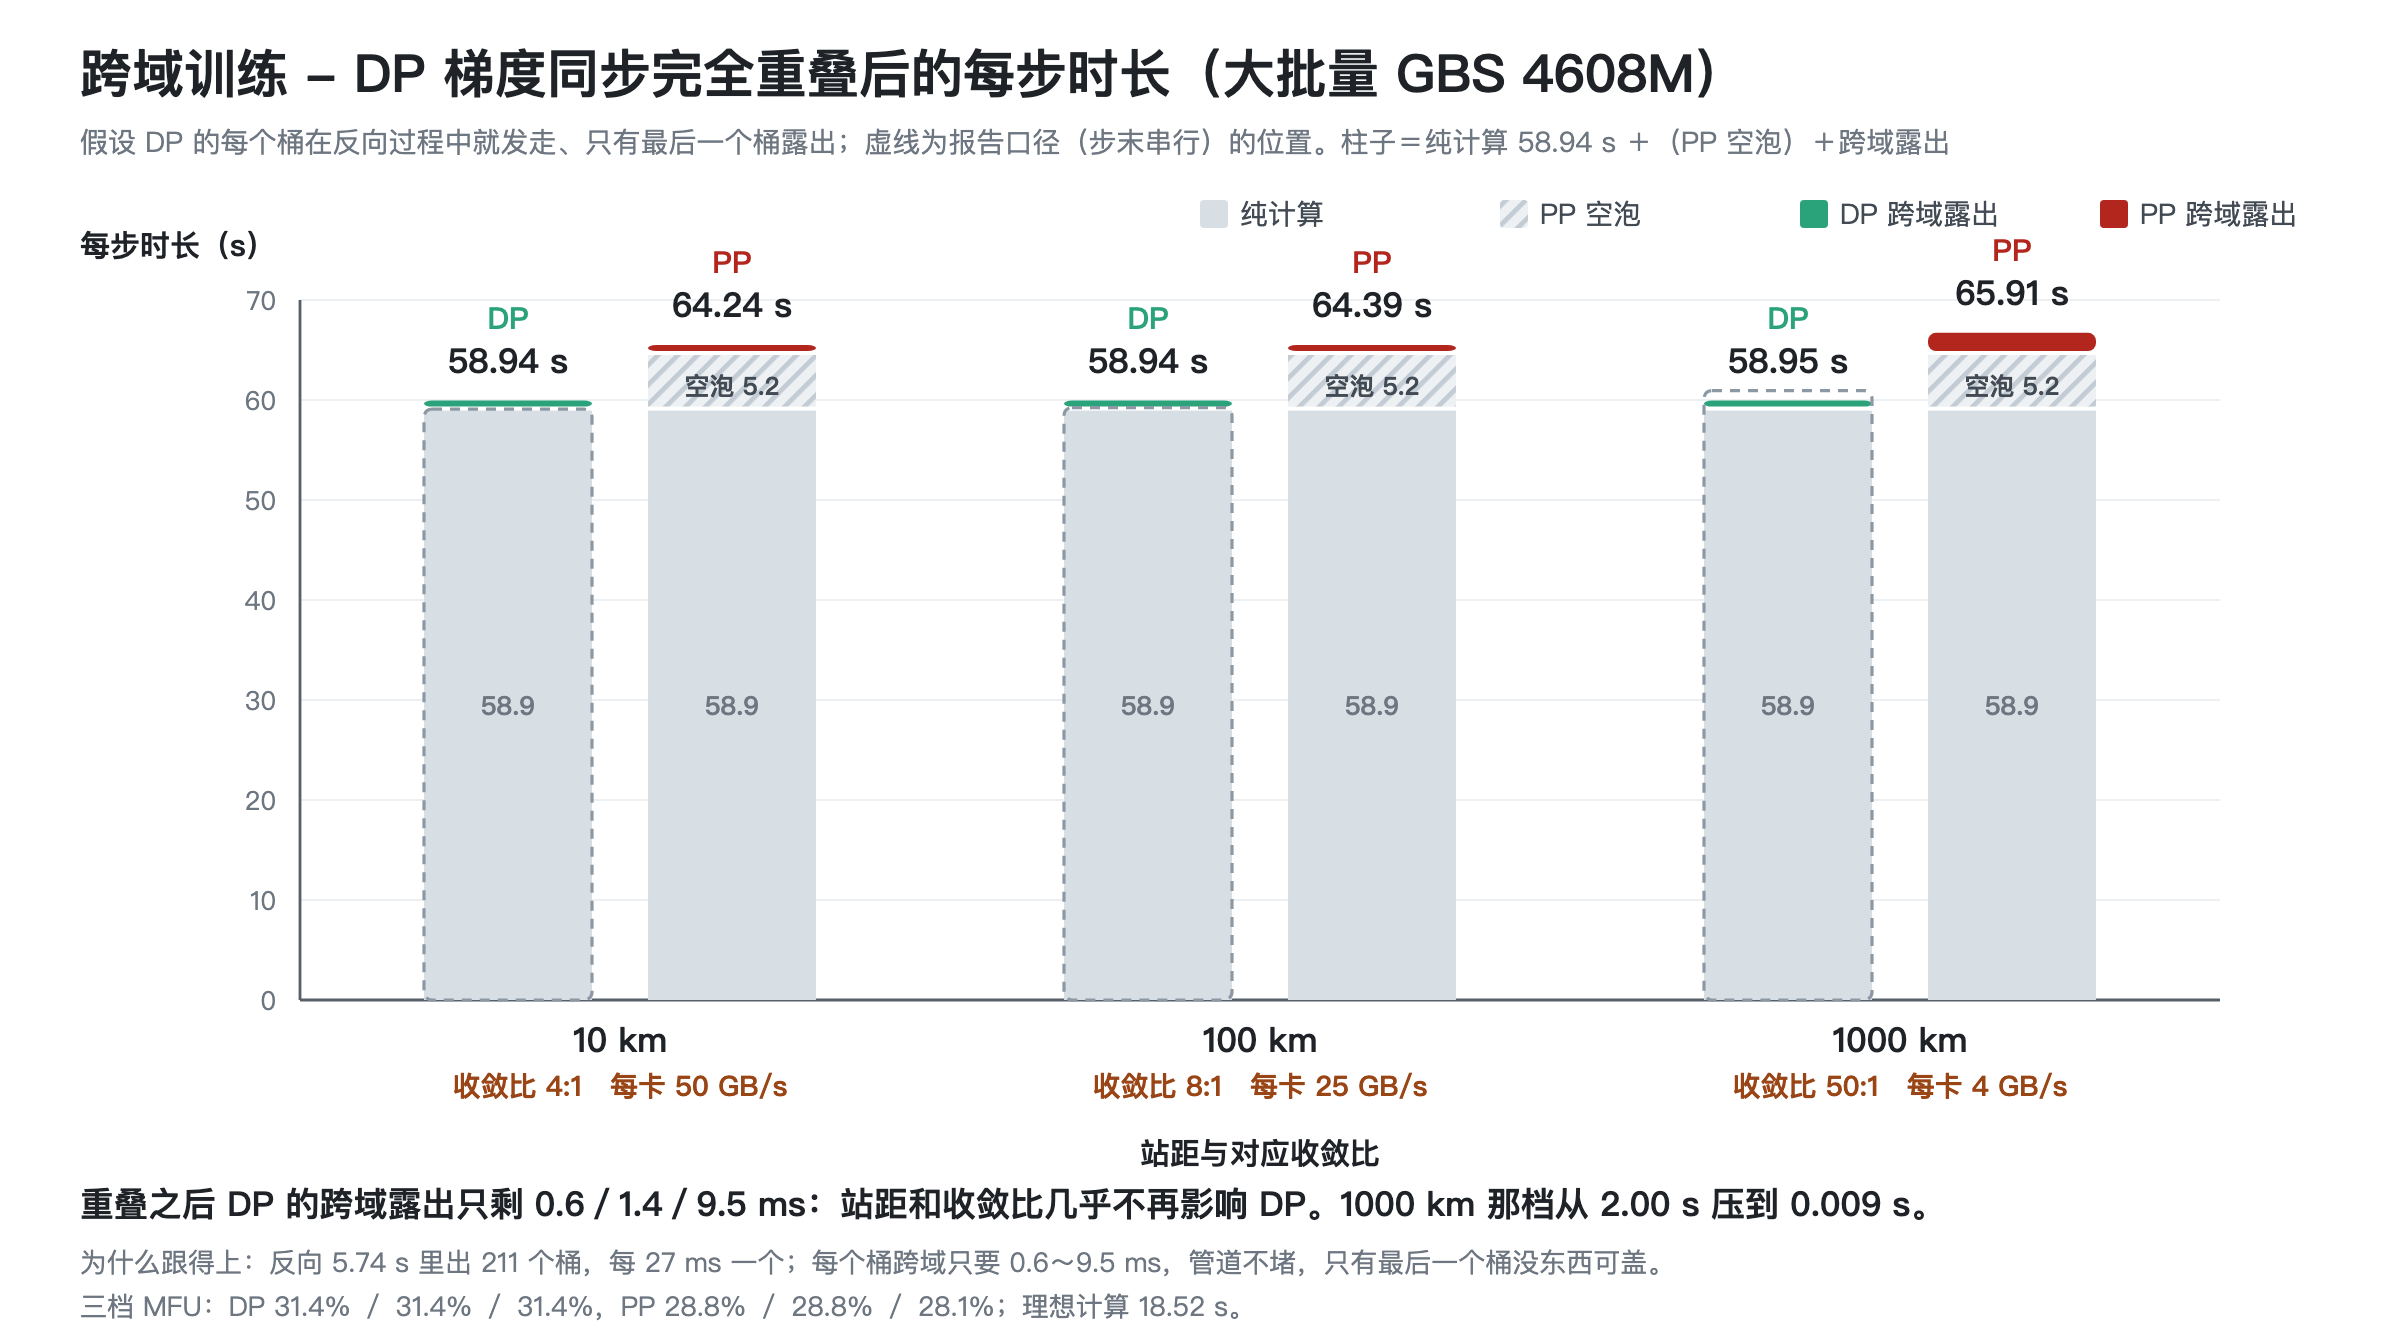 跨域训练 – DP 梯度同步完全重叠后的每步时长（大批量 GBS 4608M）
假设 DP 的每个桶在反向过程中就发走、只有最后一个桶露出；虚线为报告口径（步末串行）的位置。柱子＝纯计算 58.94 s ＋（PP 空泡）＋跨域露出
纯计算 PP 空泡 DP 跨域露出 PP 跨域露出
每步时长（s）
PP PP PP
64.24 s 64.39 s 65.91 s
DP DP DP
58.94 s 58.94 s 58.95 s
空泡 5.2 空泡 5.2 空泡 5.2
70
60
50
40
30
20
10
0
58.9 58.9 58.9 58.9 58.9 58.9
10 km 100 km 1000 km
收敛比 4:1 每卡 50 GB/s 收敛比 8:1 每卡 25 GB/s 收敛比 50:1 每卡 4 GB/s
站距与对应收敛比
重叠之后 DP 的跨域露出只剩 0.6 / 1.4 / 9.5 ms：站距和收敛比几乎不再影响 DP。1000 km 那档从 2.00 s 压到 0.009 s。
为什么跟得上：反向 5.74 s 里出 211 个桶，每 27 ms 一个；每个桶跨域只要 0.6～9.5 ms，管道不堵，只有最后一个桶没东西可盖。
三档 MFU：DP 31.4% / 31.4% / 31.4%，PP 28.8% / 28.8% / 28.1%；理想计算 18.52 s。